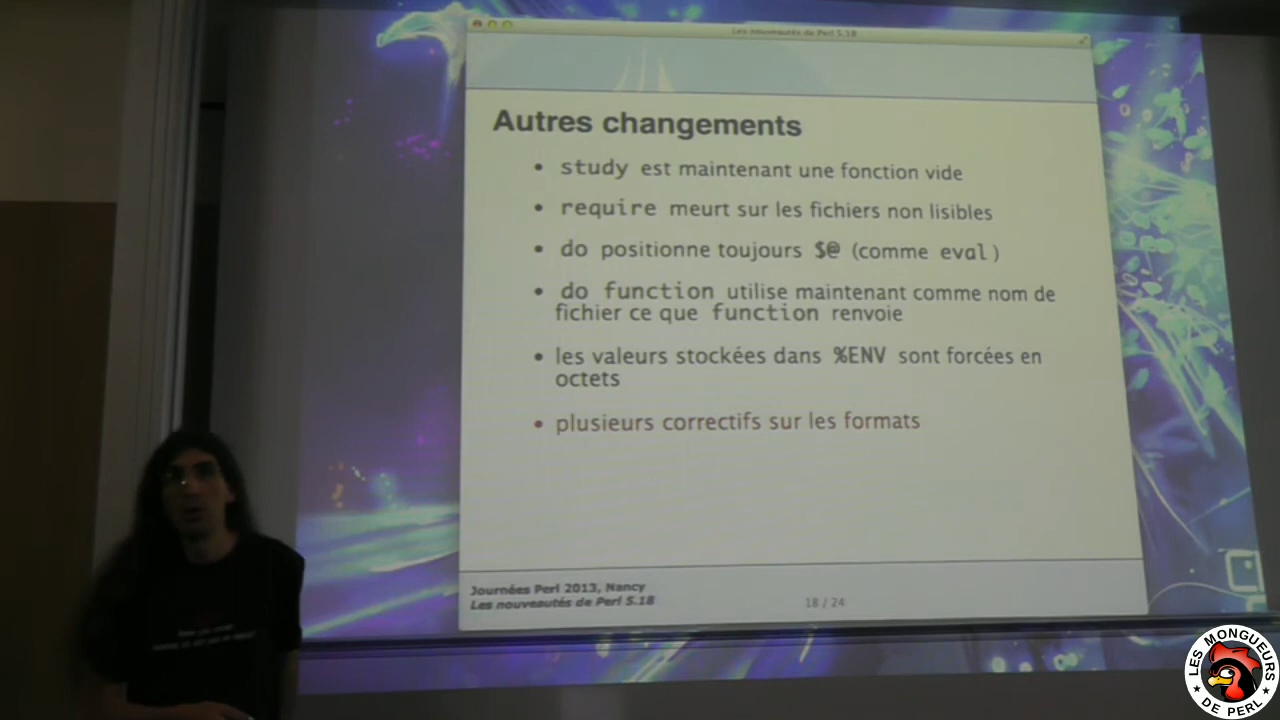 Les nouveautés de Perl 5.18
Autres changements
• study est maintenant une fonction vide
• require meurt sur les fichiers non lisibles
• do positionne toujours $@ (comme eval)
• do function utilise maintenant comme nom de
fichier ce que function renvoie
• les valeurs stockées dans %ENV sont forcées en
octets
• plusieurs correctifs sur les formats
Journées Perl 2013, Nancy
Les nouveautés de Perl 5.18
18 / 24
LES MONGUEURS
DE PERL